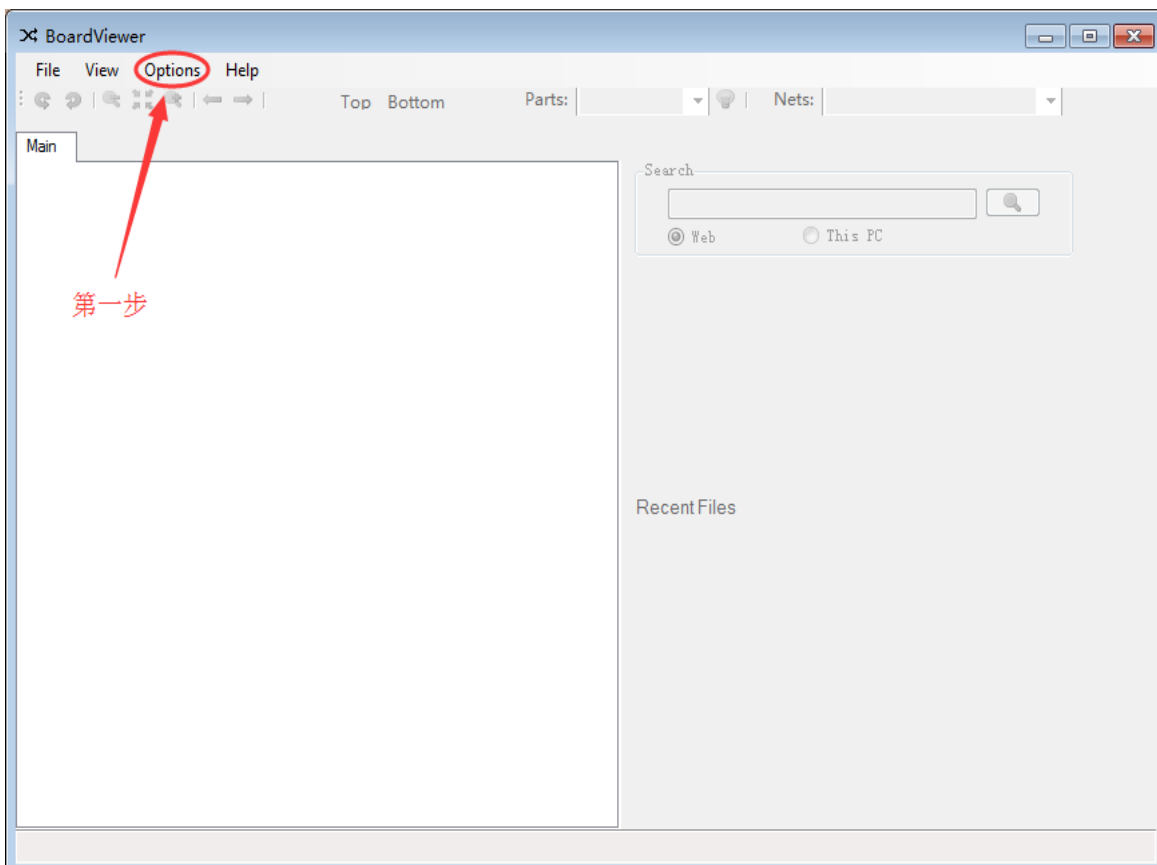 BoardViewer
File View Options Help
Top Bottom Parts: Nets:
Main
Search
Web This PC
第一步
Recent Files